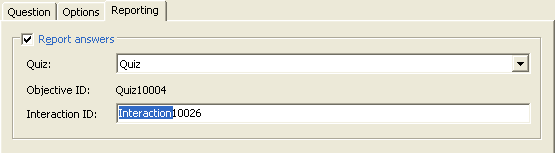 Question Options Reporting
Report answers
Quiz: Quiz
Objective ID: Quiz10004
Interaction ID: Interaction10026